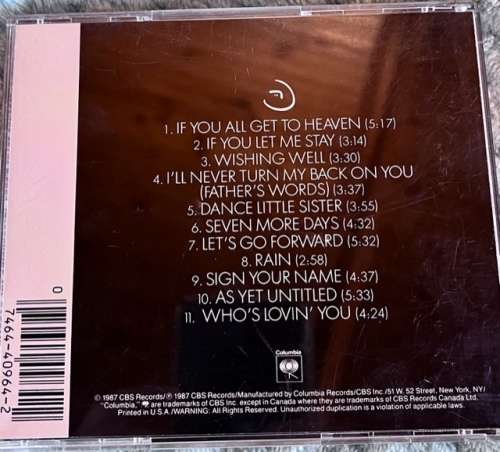 1. IF YOU ALL GET TO HEAVEN (5:17)
2. IF YOU LET ME STAY (3:14)
3. WISHING WELL (3:30)
4. I'LL NEVER TURN MY BACK ON YOU
(FATHER'S WORDS) (3:37)
5. DANCE LITTLE SISTER (3:55)
6. SEVEN MORE DAYS (4:32)
7. LET'S GO FORWARD (5:32)
8. RAIN (2:58)
9. SIGN YOUR NAME (4:37)
10. AS YET UNTITLED (5:33)
11. WHO'S LOVIN' YOU (4:24)
0
7464-40964-2
Columbia
© 1987 CBS Records/℗ 1987 CBS Records/Manufactured by Columbia Records/CBS Inc./51 W. 52 Street, New York, NY/
"Columbia," are trademarks of CBS Inc. except in Canada where they are trademarks of CBS Records Canada Ltd.
Printed in U.S.A./WARNING: All Rights Reserved. Unauthorized duplication is a violation of applicable laws.